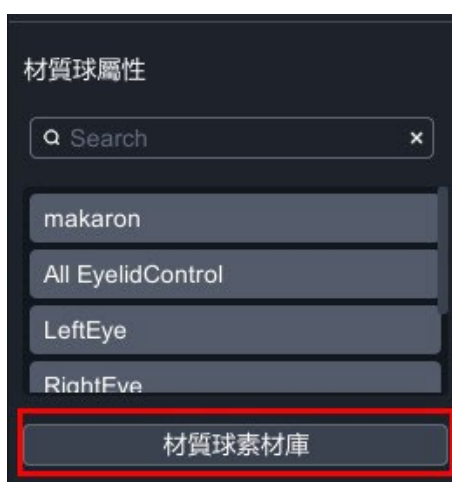 材質球屬性
Search
makaron
All EyelidControl
LeftEye
RightEye
材質球素材庫